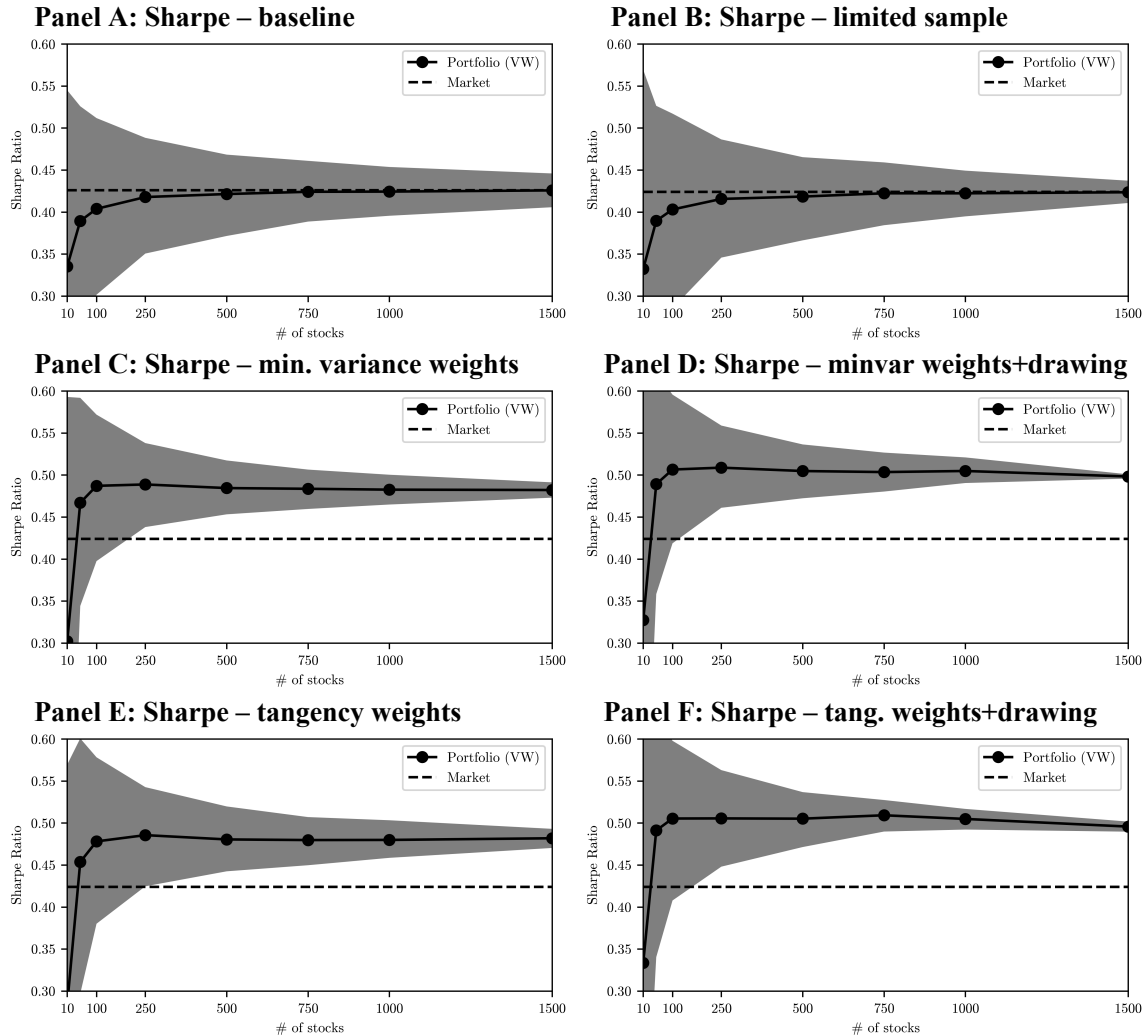 Panel A: Sharpe – baseline
0.60
0.55
0.50
0.45
0.40
0.35
0.30
Sharpe Ratio
Portfolio (VW)
Market
10 100 250 500 750 1000 1500
# of stocks
Panel B: Sharpe – limited sample
0.60
0.55
0.50
0.45
0.40
0.35
0.30
Sharpe Ratio
Portfolio (VW)
Market
10 100 250 500 750 1000 1500
# of stocks
Panel C: Sharpe – min. variance weights
0.60
0.55
0.50
0.45
0.40
0.35
0.30
Sharpe Ratio
Portfolio (VW)
Market
10 100 250 500 750 1000 1500
# of stocks
Panel D: Sharpe – minvar weights+drawing
0.60
0.55
0.50
0.45
0.40
0.35
0.30
Sharpe Ratio
Portfolio (VW)
Market
10 100 250 500 750 1000 1500
# of stocks
Panel E: Sharpe – tangency weights
0.60
0.55
0.50
0.45
0.40
0.35
0.30
Sharpe Ratio
Portfolio (VW)
Market
10 100 250 500 750 1000 1500
# of stocks
Panel F: Sharpe – tang. weights+drawing
0.60
0.55
0.50
0.45
0.40
0.35
0.30
Sharpe Ratio
Portfolio (VW)
Market
10 100 250 500 750 1000 1500
# of stocks